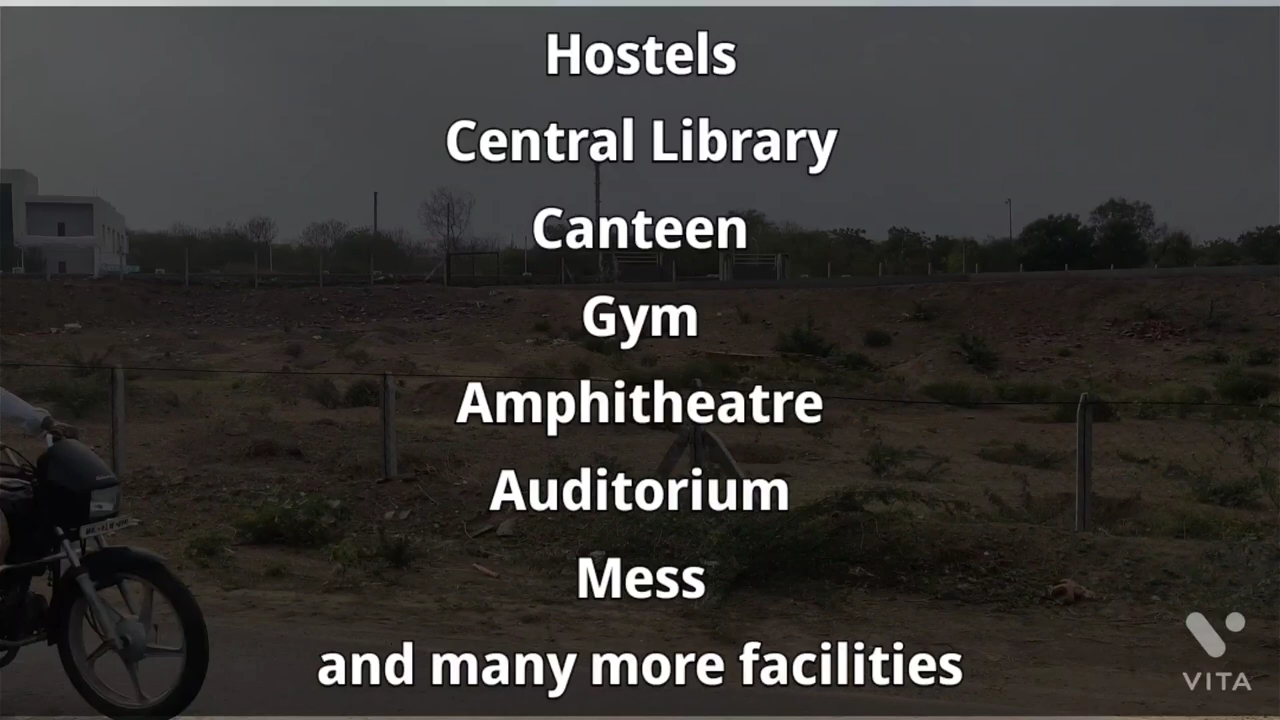 Hostels
Central Library
Canteen
Gym
Amphitheatre
Auditorium
Mess
and many more facilities
VITA